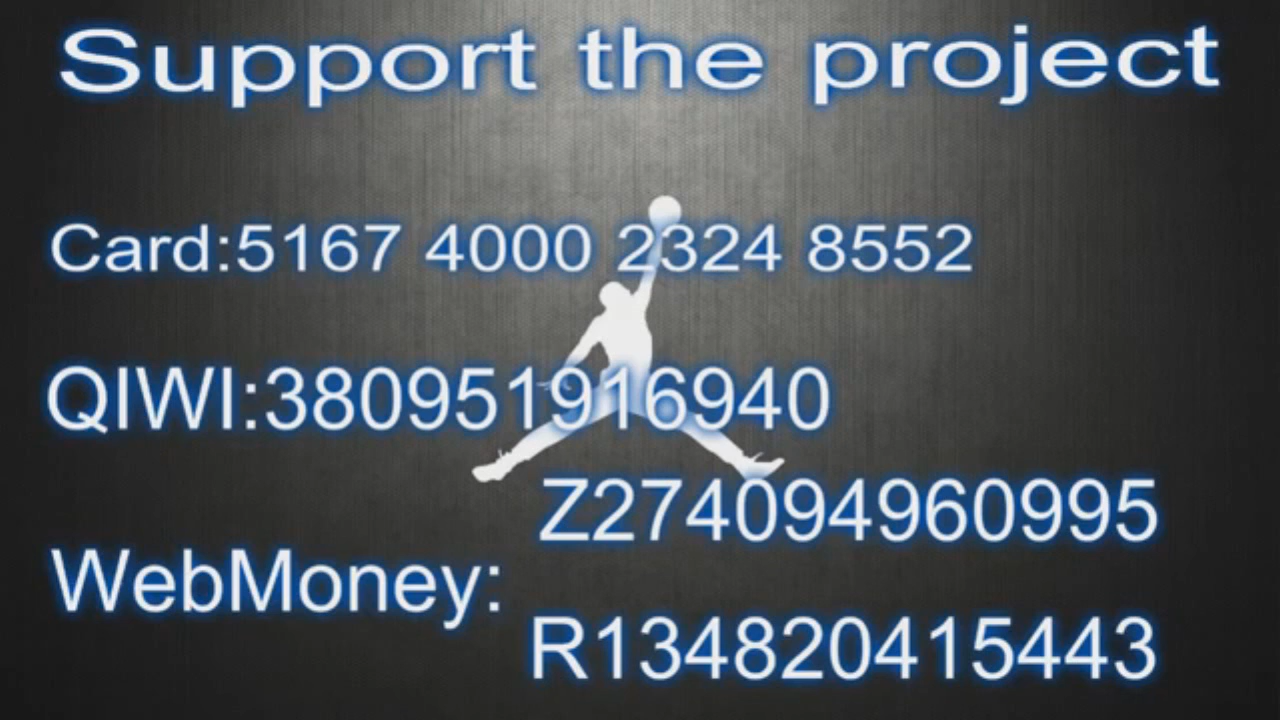 Support the project
Card:5167 4000 2324 8552
QIWI:380951916940
Z274094960995
WebMoney:
R134820415443